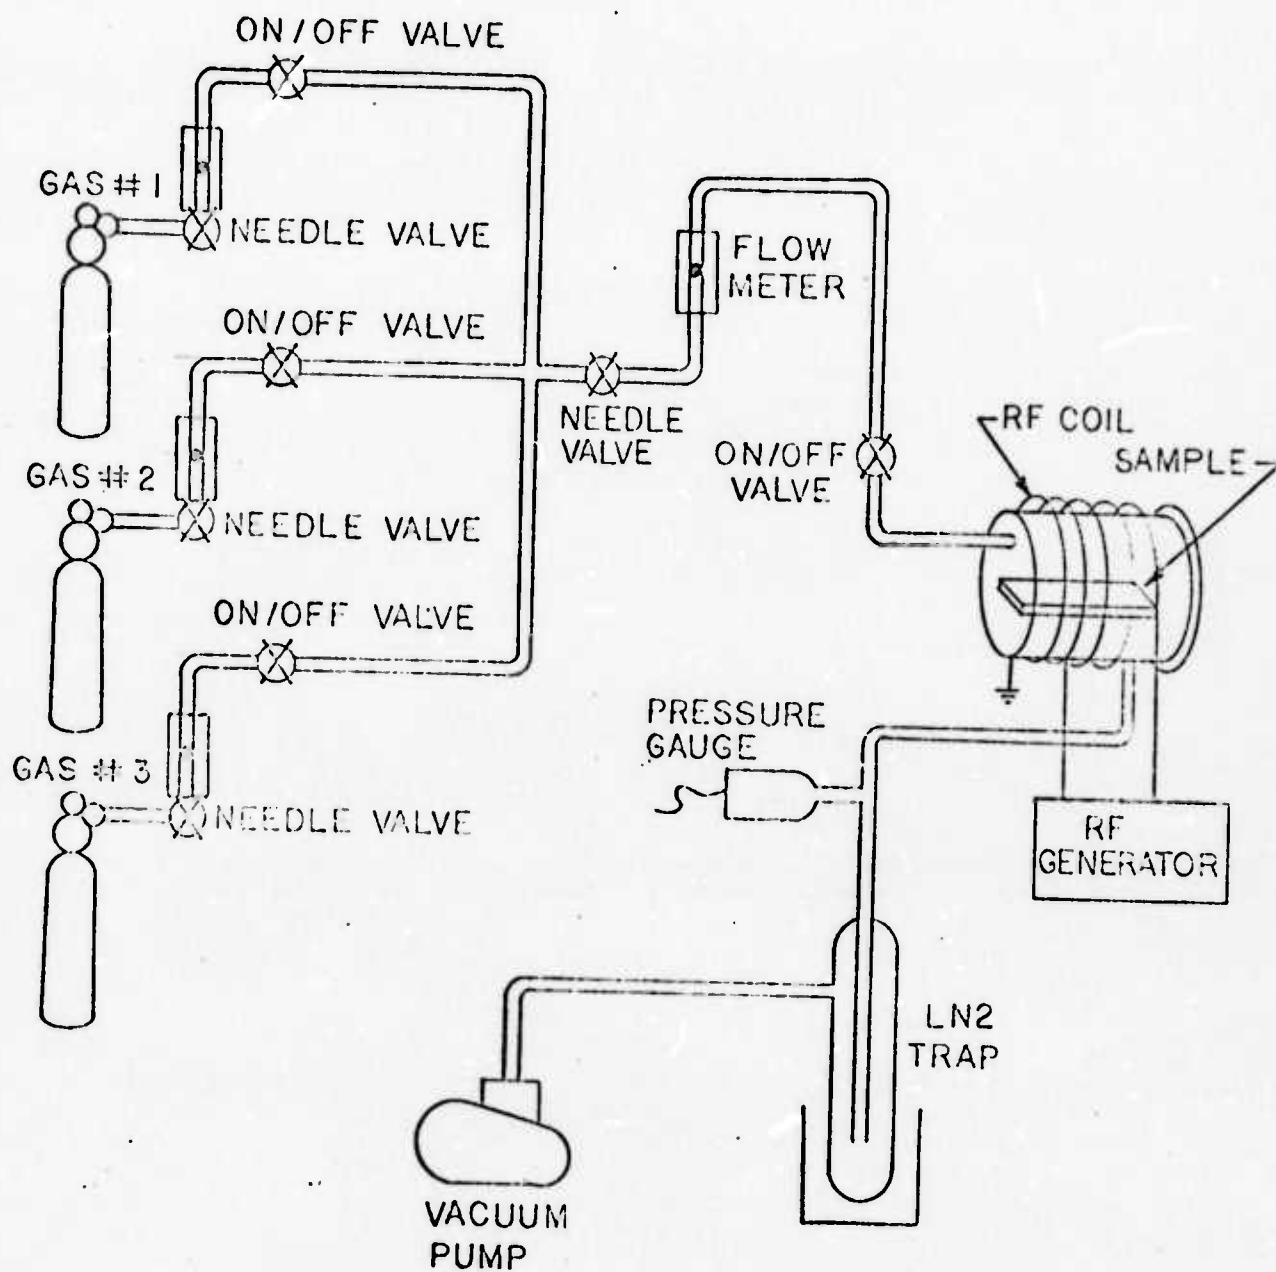 ON/OFF VALVE
GAS # 1
NEEDLE VALVE
FLOW
METER
ON/OFF VALVE
NEEDLE
VALVE
RF COIL
SAMPLE
ON/OFF
VALVE
GAS # 2
NEEDLE VALVE
ON/OFF VALVE
PRESSURE
GAUGE
GAS # 3
NEEDLE VALVE
RF
GENERATOR
LN2
TRAP
VACUUM
PUMP